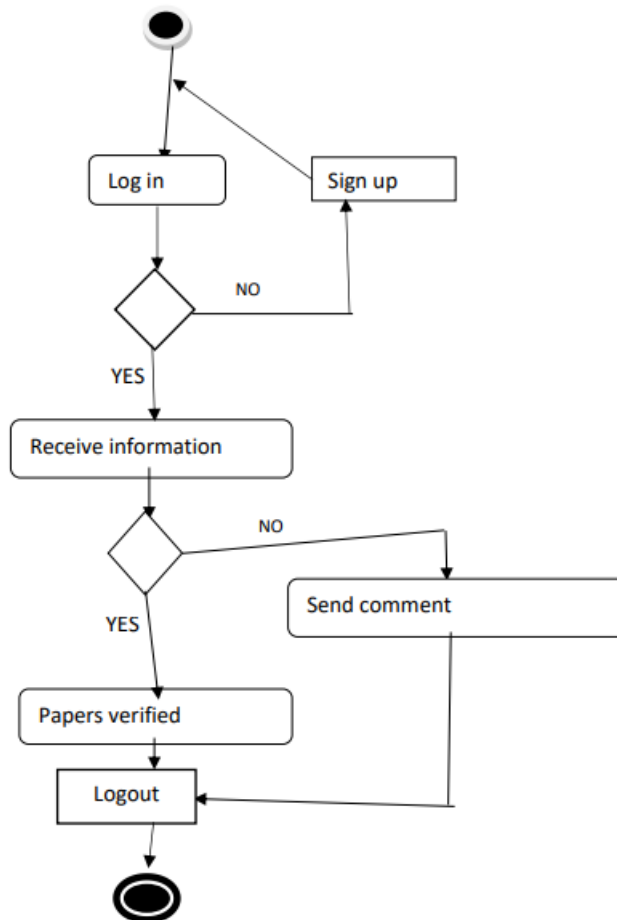 Log in
Sign up
NO
YES
Receive information
NO
Send comment
YES
Papers verified
Logout